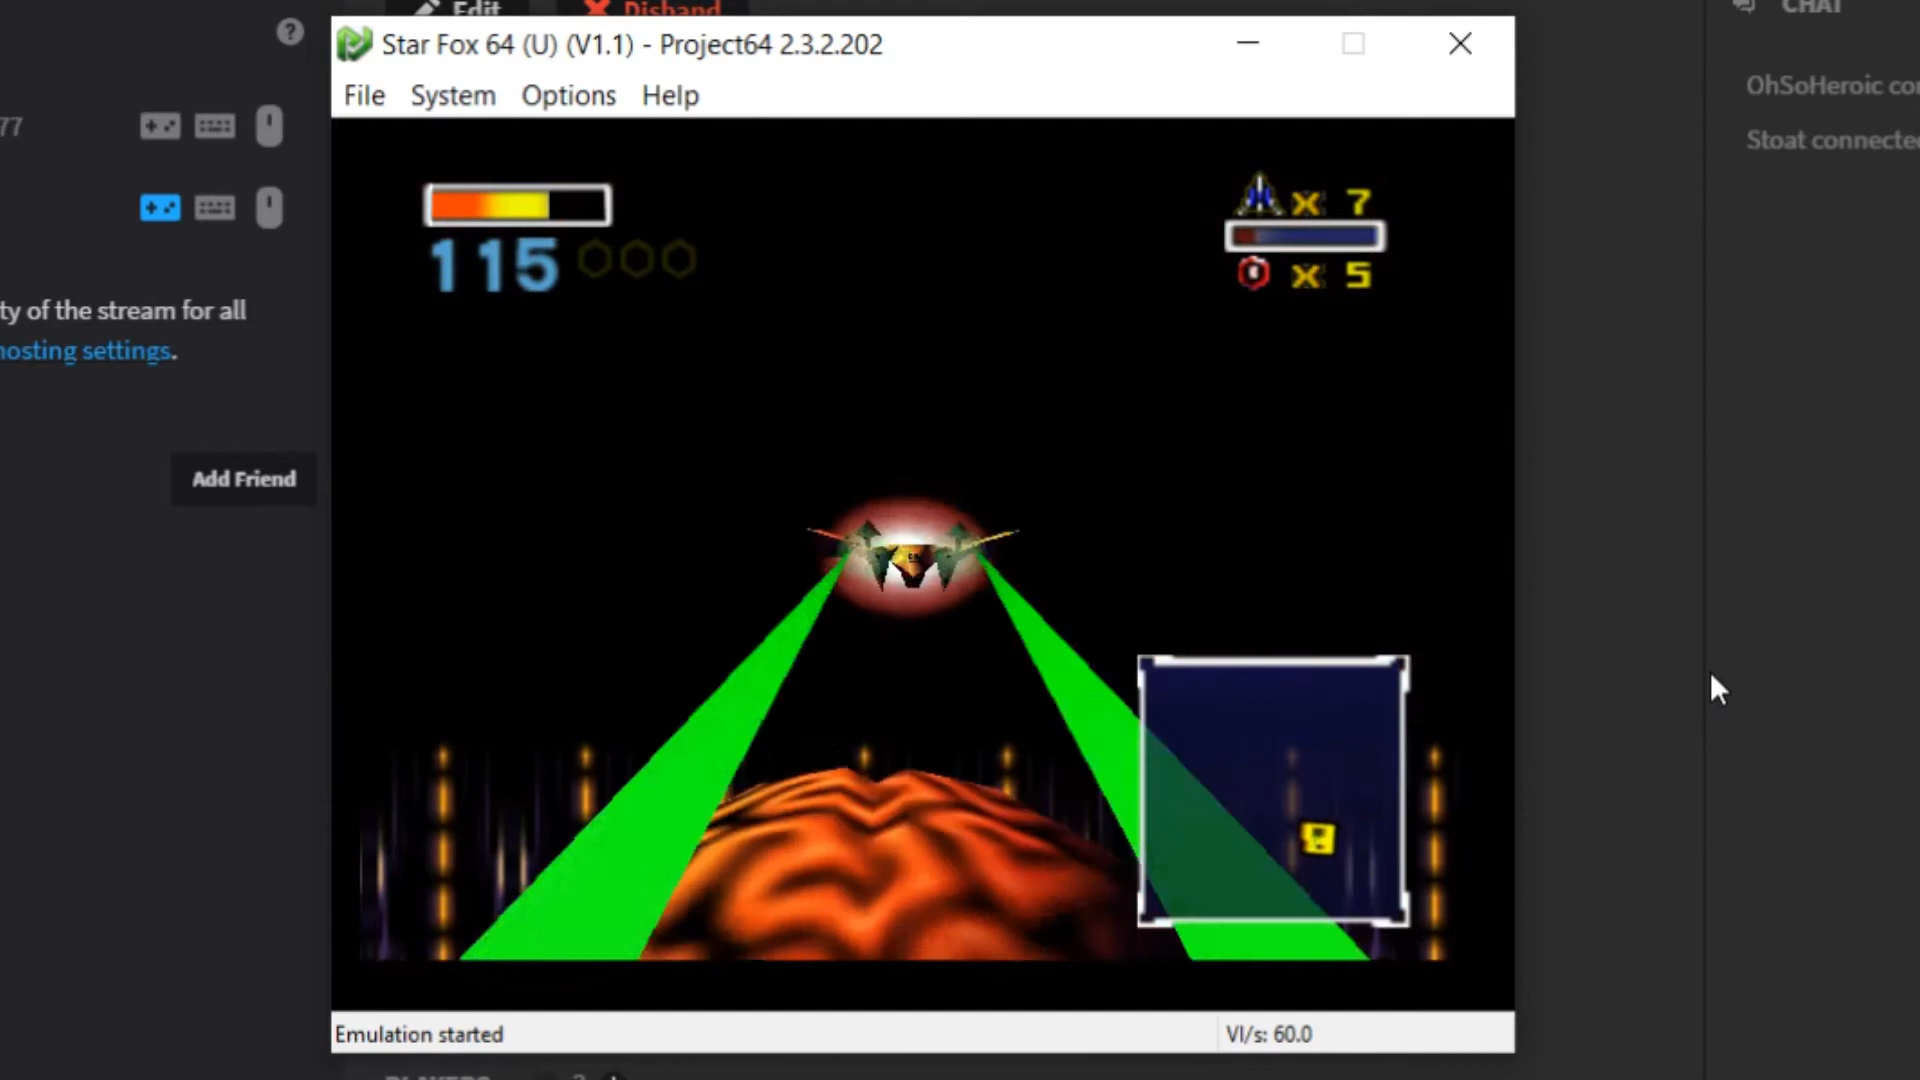 Edit
Disband
CHAT
?
Star Fox 64 (U) (V1.1) - Project64 2.3.2.202
File System Options Help
OhSoHeroic
77
Stoat connected
x 7
115
x 5
ty of the stream for all
hosting settings.
Add Friend
Emulation started
VI/s: 60.0
PLAYERS